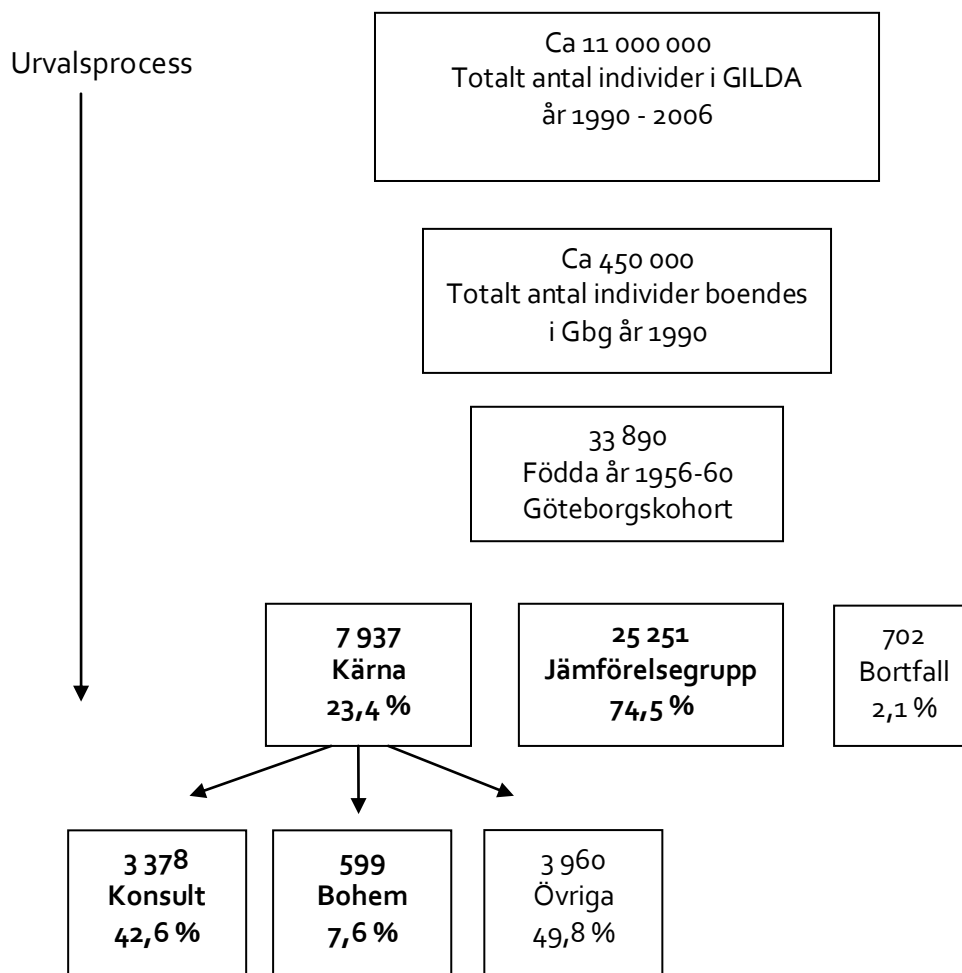 Urvalsprocess
Ca 11 000 000
Totalt antal individer i GILDA
år 1990 - 2006
Ca 450 000
Totalt antal individer boendes
i Gbg år 1990
33 890
Födda år 1956-60
Göteborgskohort
7 937
Kärna
23,4 %
25 251
Jämförelsegrupp
74,5 %
702
Bortfall
2,1 %
3 378
Konsult
42,6 %
599
Bohem
7,6 %
3 960
Övriga
49,8 %